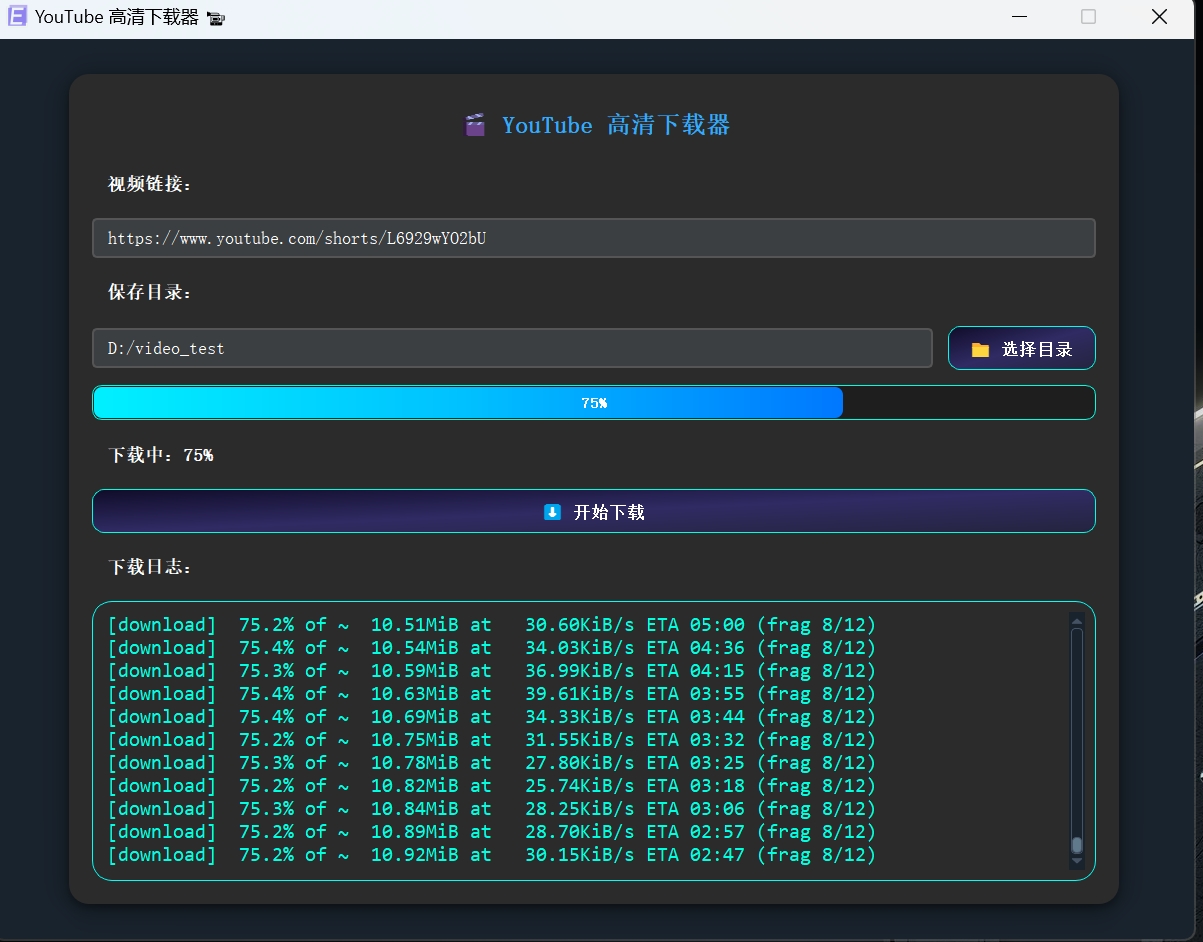 YouTube 高清下载器
YouTube 高清下载器
视频链接：
https://www.youtube.com/shorts/L6929wYO2bU
保存目录：
D:/video_test
选择目录
75%
下载中：75%
开始下载
下载日志：
[download]  75.2% of ~  10.51MiB at   30.60KiB/s ETA 05:00 (frag 8/12)
[download]  75.4% of ~  10.54MiB at   34.03KiB/s ETA 04:36 (frag 8/12)
[download]  75.3% of ~  10.59MiB at   36.99KiB/s ETA 04:15 (frag 8/12)
[download]  75.4% of ~  10.63MiB at   39.61KiB/s ETA 03:55 (frag 8/12)
[download]  75.4% of ~  10.69MiB at   34.33KiB/s ETA 03:44 (frag 8/12)
[download]  75.2% of ~  10.75MiB at   31.55KiB/s ETA 03:32 (frag 8/12)
[download]  75.3% of ~  10.78MiB at   27.80KiB/s ETA 03:25 (frag 8/12)
[download]  75.2% of ~  10.82MiB at   25.74KiB/s ETA 03:18 (frag 8/12)
[download]  75.3% of ~  10.84MiB at   28.25KiB/s ETA 03:06 (frag 8/12)
[download]  75.2% of ~  10.89MiB at   28.70KiB/s ETA 02:57 (frag 8/12)
[download]  75.2% of ~  10.92MiB at   30.15KiB/s ETA 02:47 (frag 8/12)